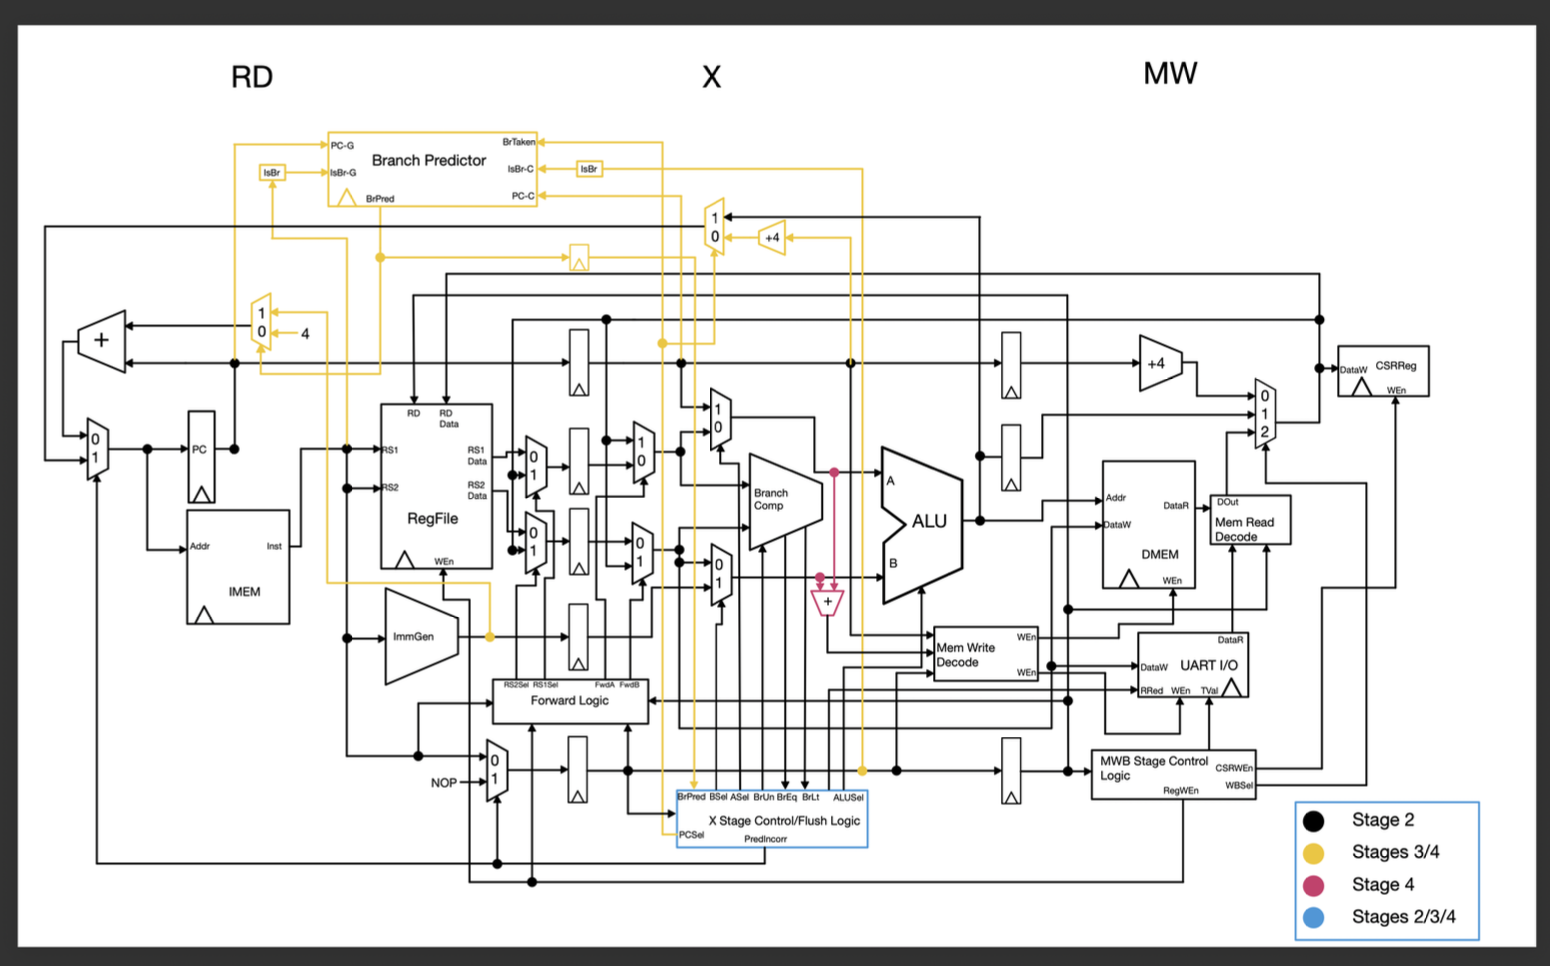 RD
X
MW
PC-G
BrTaken
Branch Predictor
IsBr
IsBr-G
IsBr-C
IsBr
BrPred
PC-C
1
0
+4
1
0
4
+
+4
CSRReg
DataW
WEn
0
1
2
RD
RD
Data
1
0
0
1
PC
RS1
RS1
Data
0
1
1
0
RS2
RS2
Data
RegFile
WEn
0
1
0
1
0
1
Branch
Comp
A
ALU
B
Addr
DataR
DataW
DMEM
WEn
DOut
Mem Read
Decode
Addr
Inst
IMEM
+
ImmGen
Mem Write
Decode
WEn
WEn
DataR
DataW
UART I/O
RRed
WEn
TVal
RS2Sel
RS1Sel
FwdA
FwdB
Forward Logic
0
1
NOP
MWB Stage Control
Logic
CSRWEn
WBSel
RegWEn
BrPred
BSel
ASel
BrUn
BrEq
BrLt
ALUSel
X Stage Control/Flush Logic
PCSel
PredIncorr
Stage 2
Stages 3/4
Stage 4
Stages 2/3/4